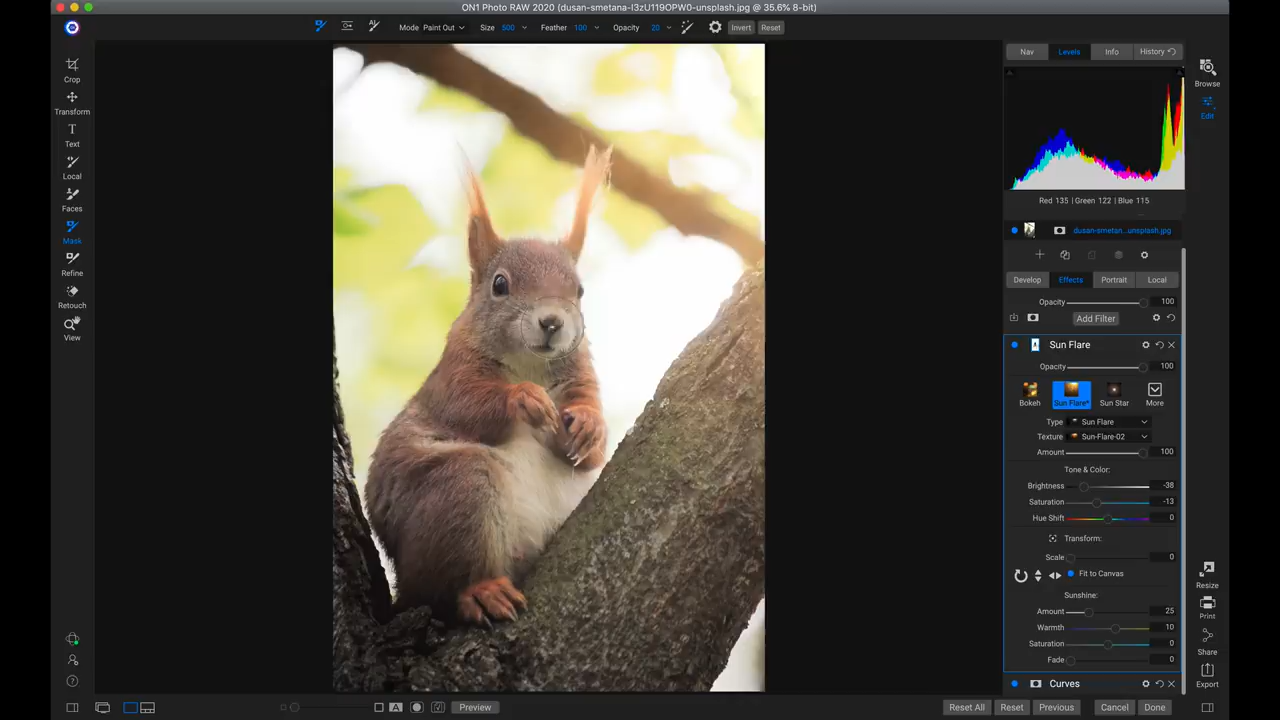 ON1 Photo RAW 2020 (dusan-smetana-I3zU119OPW0-unsplash.jpg @ 35.6% 8-bit)
Mode Paint Out Size 500 Feather 100 Opacity 20 Invert Reset
Crop
Transform
Text
Local
Faces
Mask
Refine
Retouch
View
Nav Levels Info History
Red 135 | Green 122 | Blue 115
dusan-smetan...unsplash.jpg
Develop Effects Portrait Local
Opacity 100
Add Filter
Sun Flare
Opacity 100
Bokeh Sun Flare* Sun Star More
Type Sun Flare
Texture Sun-Flare-02
Amount 100
Tone & Color:
Brightness -38
Saturation -13
Hue Shift 0
Transform:
Scale 0
Fit to Canvas
Sunshine:
Amount 25
Warmth 10
Saturation 0
Fade 0
Curves
Browse
Edit
Resize
Print
Share
Export
A Preview
Reset All Reset Previous Cancel Done